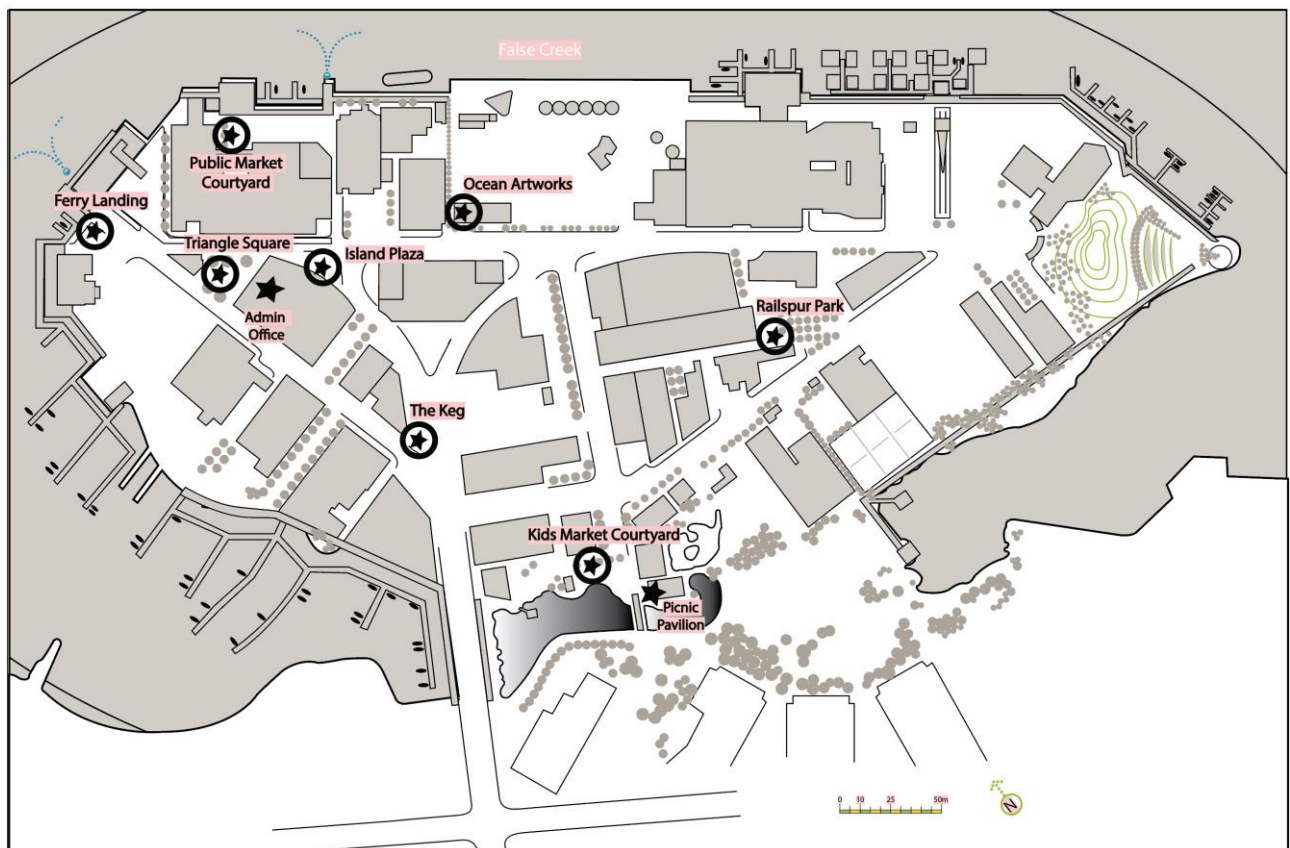 False Creek
Public Market
Courtyard
Ocean Artworks
Ferry Landing
Triangle Square
Island Plaza
Admin
Office
Railspur Park
The Keg
Kids Market Courtyard
Picnic
Pavilion
0 10 25 50m
N